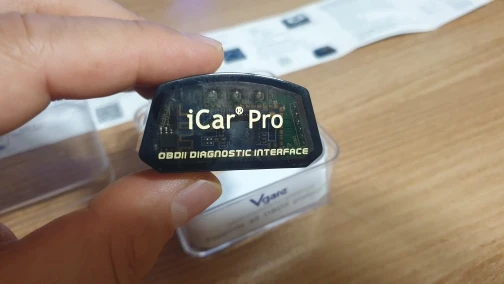 iCar® Pro
OBDII DIAGNOSTIC INTERFACE
Vgate